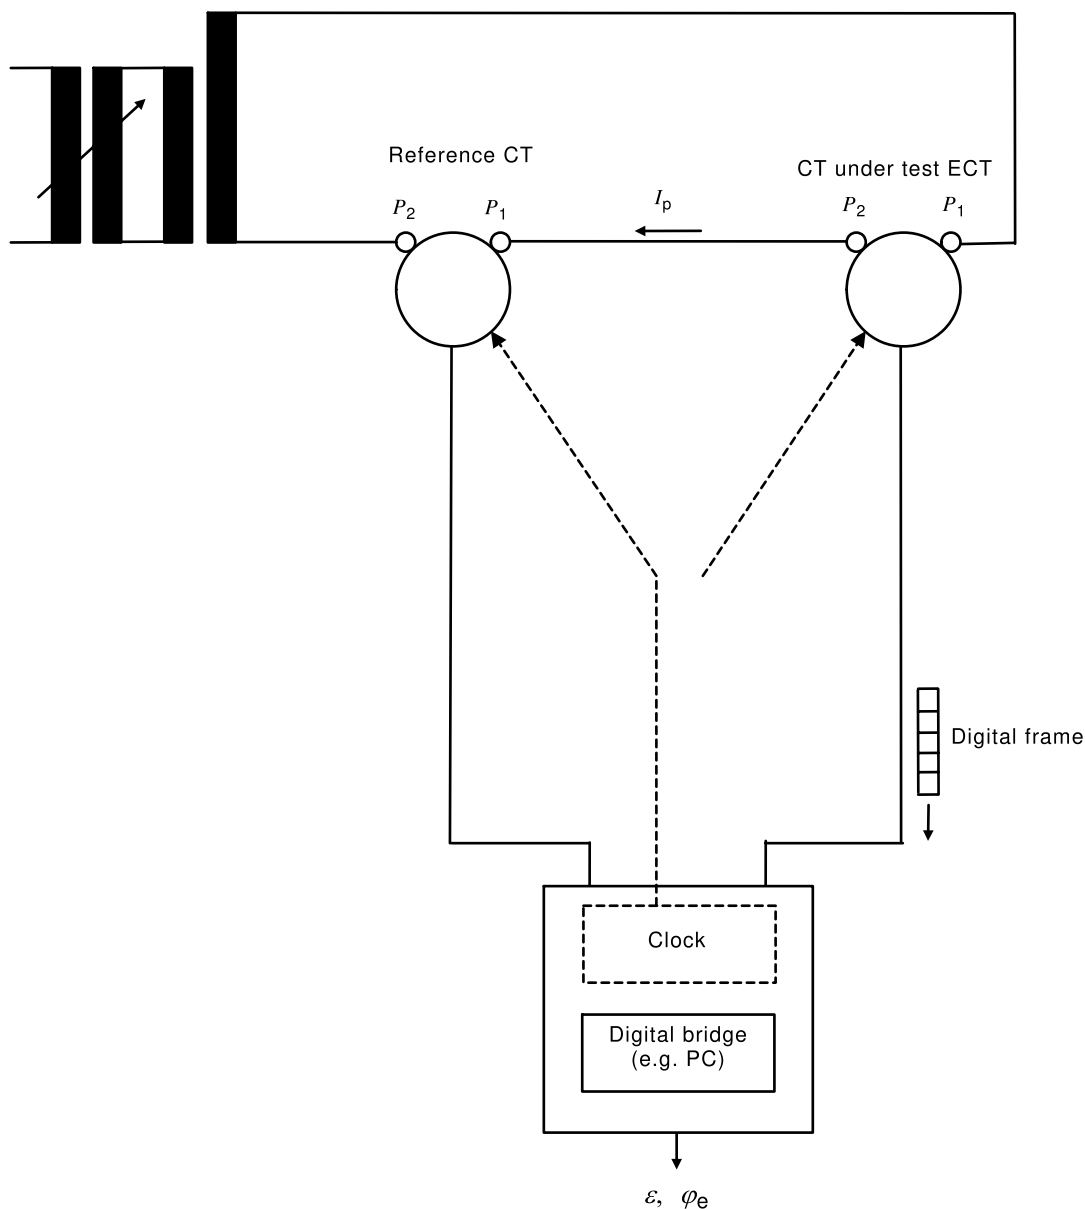 Reference CT
CT under test ECT
P2
P1
Ip
P2
P1
Digital frame
Clock
Digital bridge
(e.g. PC)
ε, φe